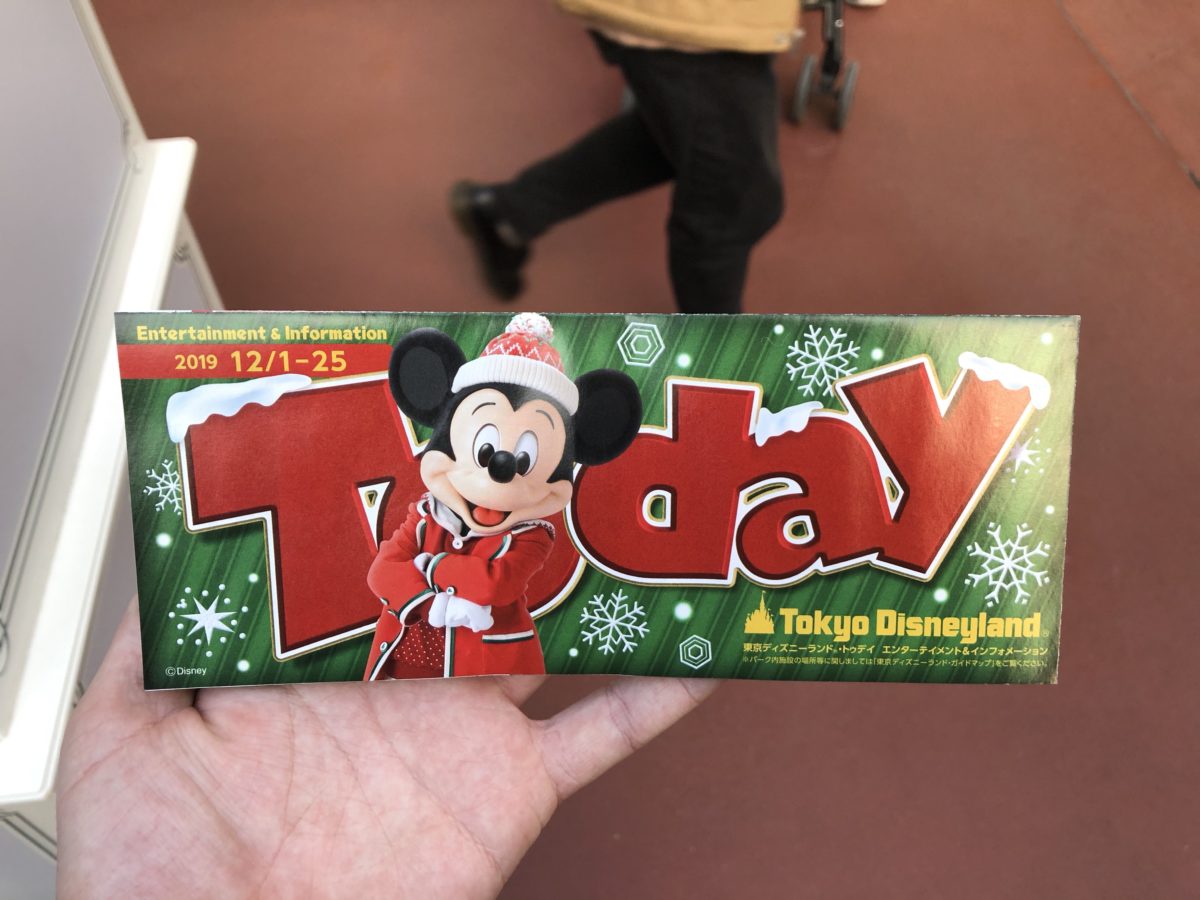 Entertainment & Information
2019 12/1-25
Today
Tokyo Disneyland®
東京ディズニーランド®・トゥデイ エンターテイメント&インフォメーション
※パーク内施設の場所等に関しましては「東京ディズニーランド・ガイドマップ」をご覧ください。
©Disney